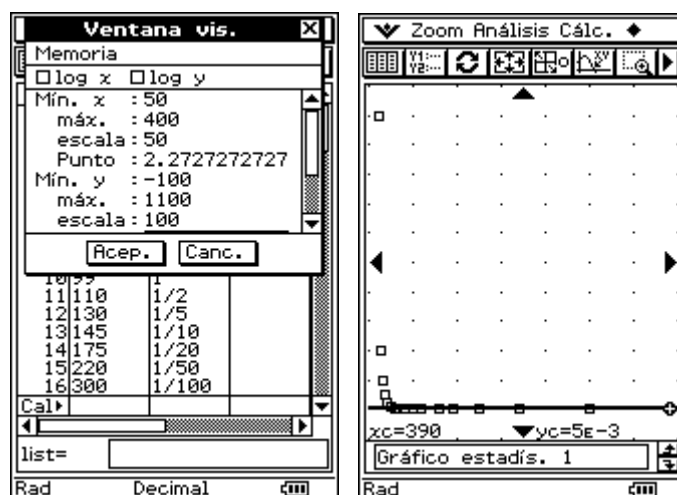 Ventana vis.
Memoria
log x log y
Mín. x :50
máx. :400
escala:50
Punto :2.2727272727
Mín. y :-100
máx. :1100
escala:100
Acep. Canc.
11 110 1/2
12 130 1/5
13 145 1/10
14 175 1/20
15 220 1/50
16 300 1/100
Cal
list=
Rad Decimal
Zoom Análisis Cálc.
xc=390 yc=5E-3
Gráfico estadís. 1
Rad